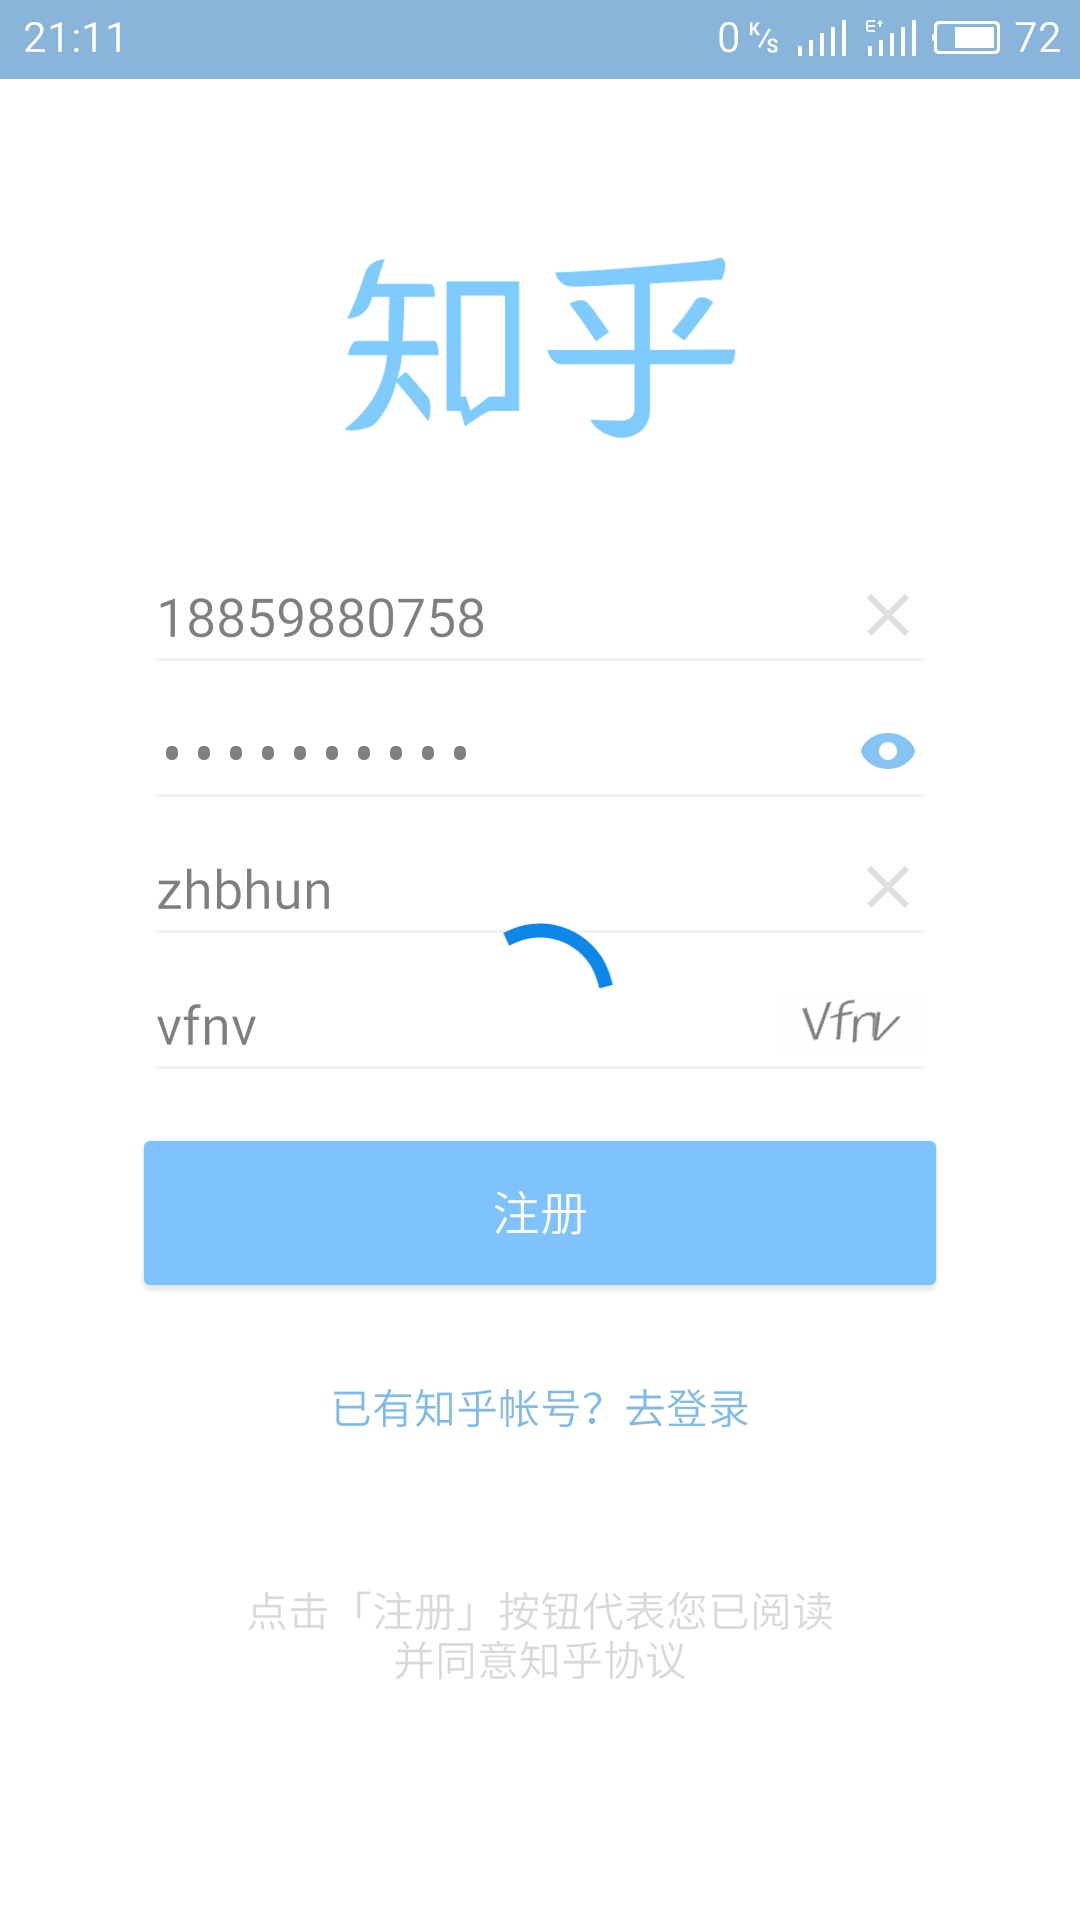 21:11
0 K/s 72
知乎
18859880758
••••••••••
zhbhun
vfnv
Vfnv
注册
已有知乎帐号？去登录
点击「注册」按钮代表您已阅读
并同意知乎协议